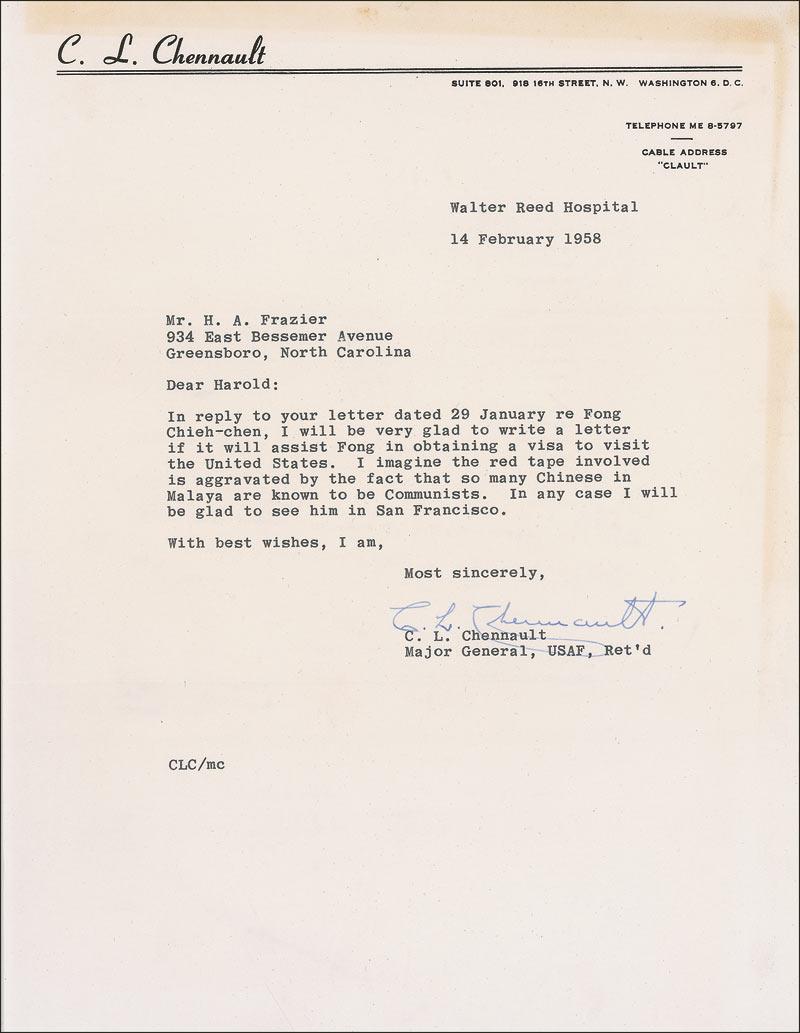 C. L. Chennault
SUITE 801, 918 16TH STREET, N. W. WASHINGTON 6, D. C.
TELEPHONE ME 8-5797
CABLE ADDRESS
"CLAULT"
Walter Reed Hospital
14 February 1958
Mr. H. A. Frazier
934 East Bessemer Avenue
Greensboro, North Carolina
Dear Harold:
In reply to your letter dated 29 January re Fong
Chieh-chen, I will be very glad to write a letter
if it will assist Fong in obtaining a visa to visit
the United States. I imagine the red tape involved
is aggravated by the fact that so many Chinese in
Malaya are known to be Communists. In any case I will
be glad to see him in San Francisco.
With best wishes, I am,
Most sincerely,
C. L. Chennault.
C. L. Chennault
Major General, USAF, Ret'd
CLC/mc